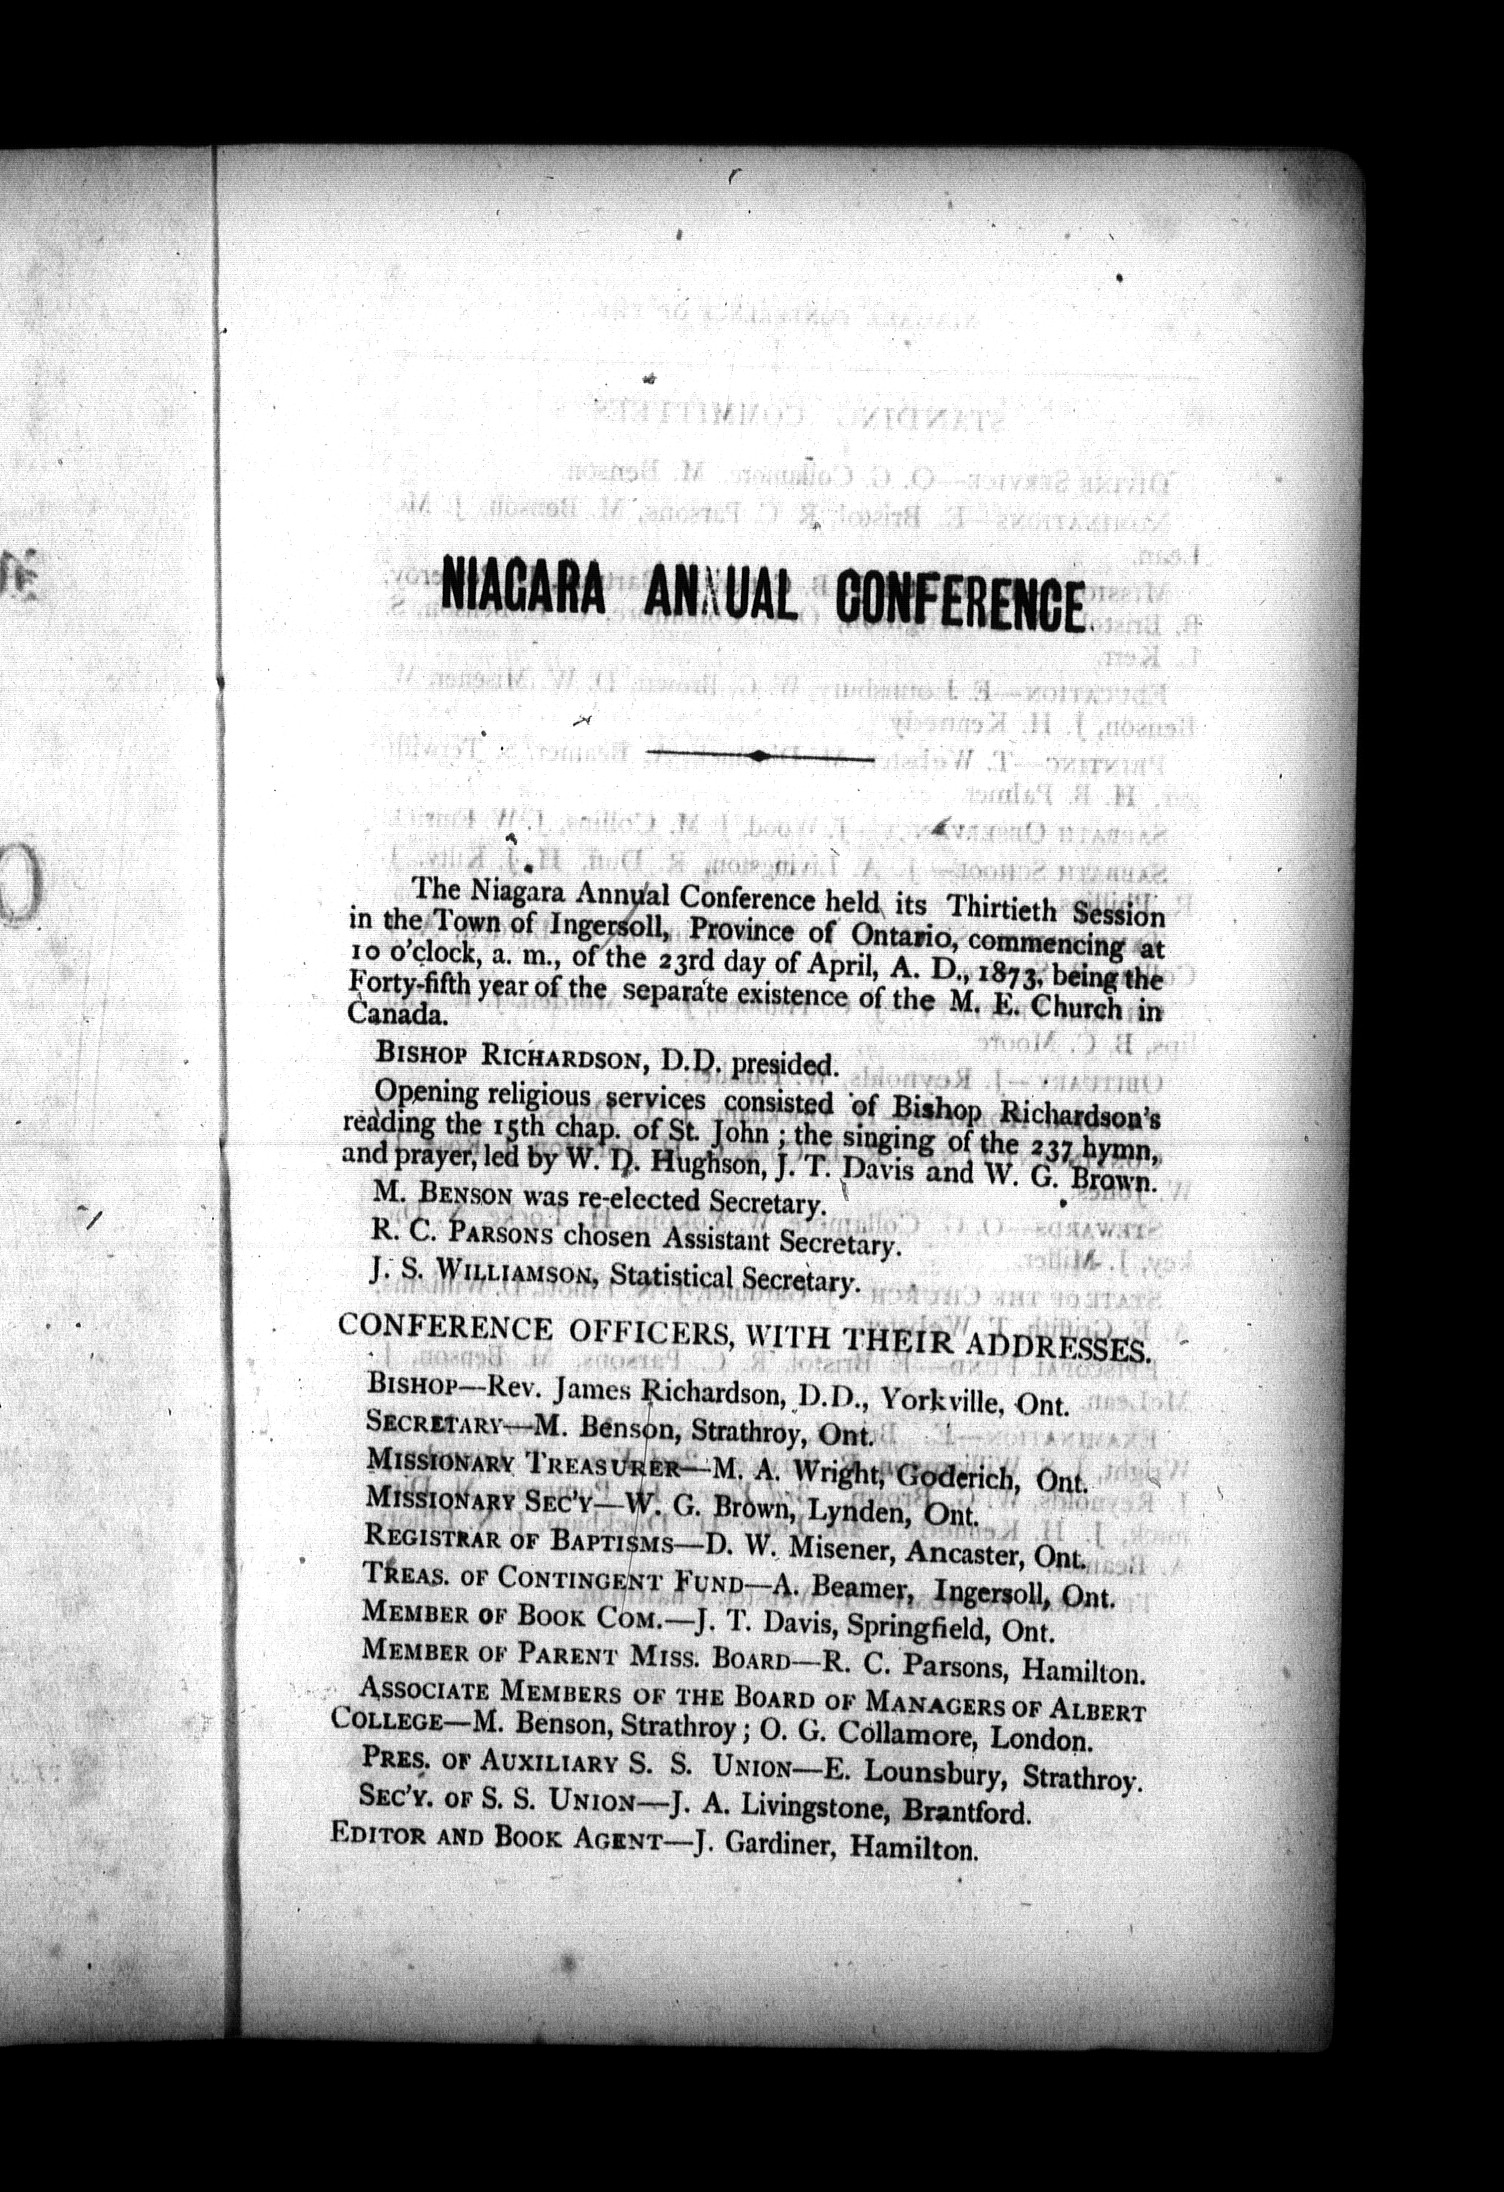 NIAGARA ANNUAL CONFERENCE.
The Niagara Annual Conference held its Thirtieth Session
in the Town of Ingersoll, Province of Ontario, commencing at
10 o'clock, a. m., of the 23rd day of April, A. D., 1873, being the
Forty-fifth year of the separate existence of the M. E. Church in
Canada.
BISHOP RICHARDSON, D.D. presided.
Opening religious services consisted of Bishop Richardson's
reading the 15th chap. of St. John ; the singing of the 237 hymn,
and prayer, led by W. D. Hughson, J. T. Davis and W. G. Brown.
M. BENSON was re-elected Secretary.
R. C. PARSONS chosen Assistant Secretary.
J. S. WILLIAMSON, Statistical Secretary.
CONFERENCE OFFICERS, WITH THEIR ADDRESSES.
BISHOP—Rev. James Richardson, D.D., Yorkville, Ont.
SECRETARY—M. Benson, Strathroy, Ont.
MISSIONARY TREASURER—M. A. Wright, Goderich, Ont.
MISSIONARY SEC'Y—W. G. Brown, Lynden, Ont.
REGISTRAR OF BAPTISMS—D. W. Misener, Ancaster, Ont.
TREAS. OF CONTINGENT FUND—A. Beamer, Ingersoll, Ont.
MEMBER OF BOOK COM.—J. T. Davis, Springfield, Ont.
MEMBER OF PARENT MISS. BOARD—R. C. Parsons, Hamilton.
ASSOCIATE MEMBERS OF THE BOARD OF MANAGERS OF ALBERT
COLLEGE—M. Benson, Strathroy ; O. G. Collamore, London.
PRES. OF AUXILIARY S. S. UNION—E. Lounsbury, Strathroy.
SEC'Y. OF S. S. UNION—J. A. Livingstone, Brantford.
EDITOR AND BOOK AGENT—J. Gardiner, Hamilton.